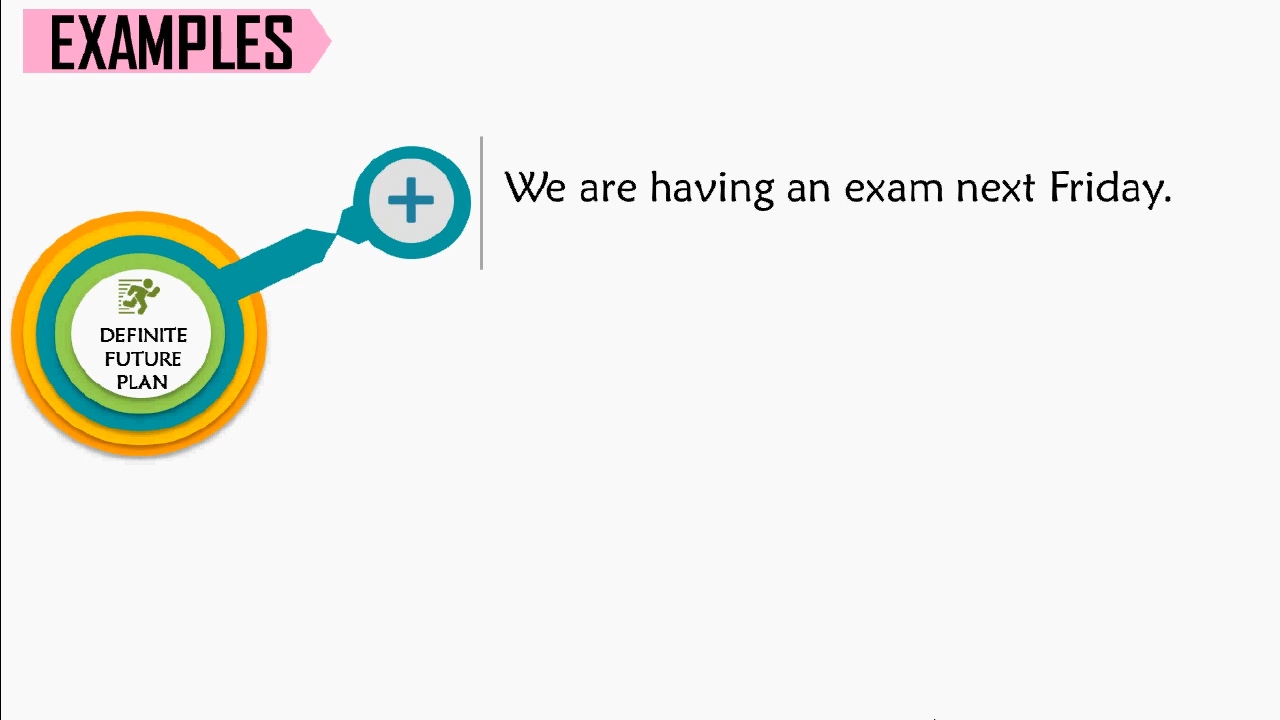 EXAMPLES
We are having an exam next Friday.
DEFINITE
FUTURE
PLAN